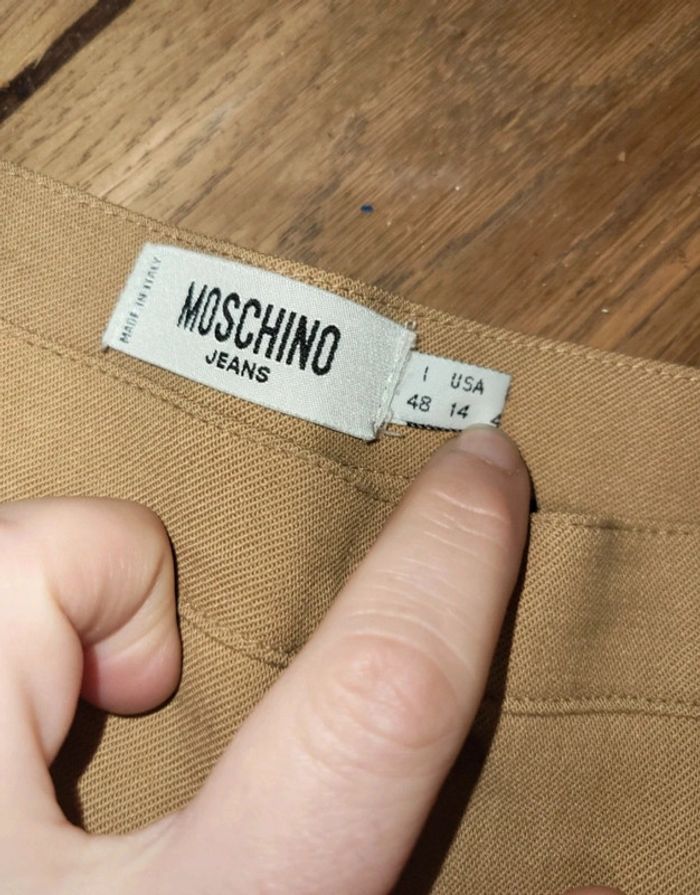 MADE IN ITALY
MOSCHINO
JEANS
I USA
48 14